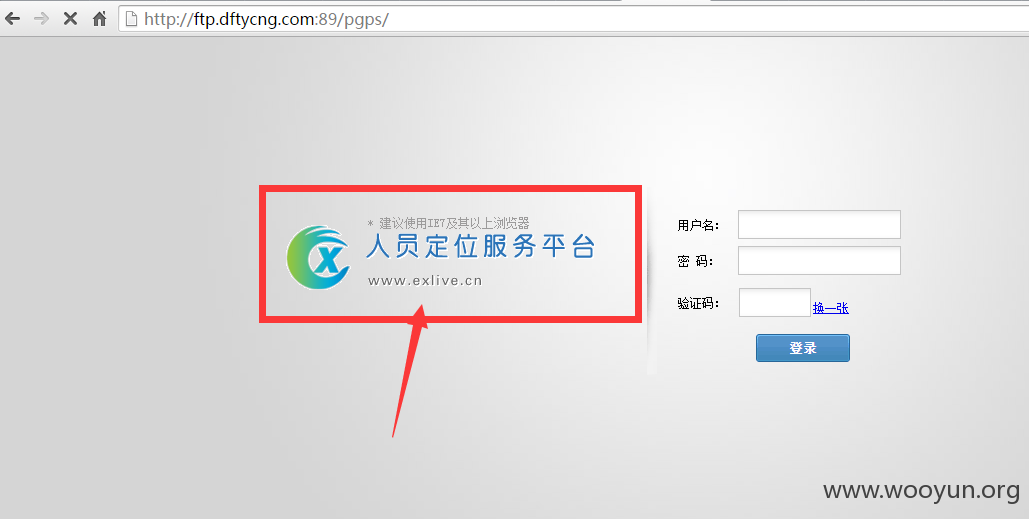 http://ftp.dftycng.com:89/pgps/
* 建议使用IE7及其以上浏览器
人员定位服务平台
www.exlive.cn
用户名：
密 码：
验证码： 换一张
登录
www.wooyun.org